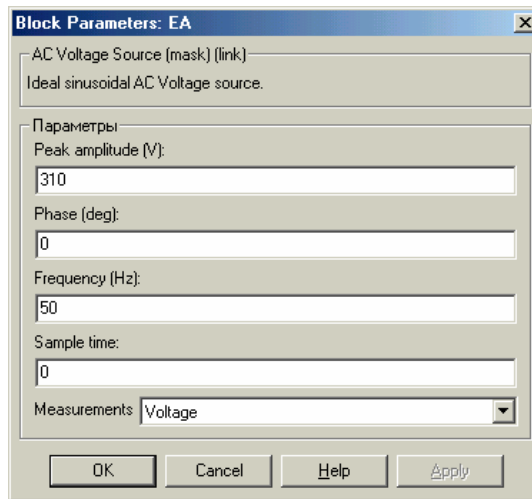 Block Parameters: EA
AC Voltage Source (mask) (link)
Ideal sinusoidal AC Voltage source.
Параметры
Peak amplitude (V):
310
Phase (deg):
0
Frequency (Hz):
50
Sample time:
0
Measurements Voltage
OK Cancel Help Apply